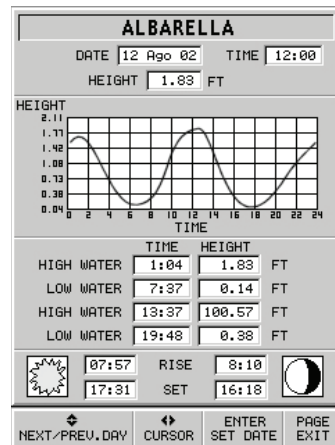 ALBARELLA
DATE 12 Ago 02 TIME 12:00
HEIGHT 1.83 FT
HEIGHT
2.11
1.77
1.42
1.08
0.73
0.38
0.04
0 2 4 6 8 10 12 14 16 18 20 22 24
TIME
TIME HEIGHT
HIGH WATER 1:04 1.83 FT
LOW WATER 7:37 0.14 FT
HIGH WATER 13:37 100.57 FT
LOW WATER 19:48 0.38 FT
07:57 RISE 8:10
17:31 SET 16:18
NEXT/PREV.DAY CURSOR ENTER PAGE
SET DATE EXIT